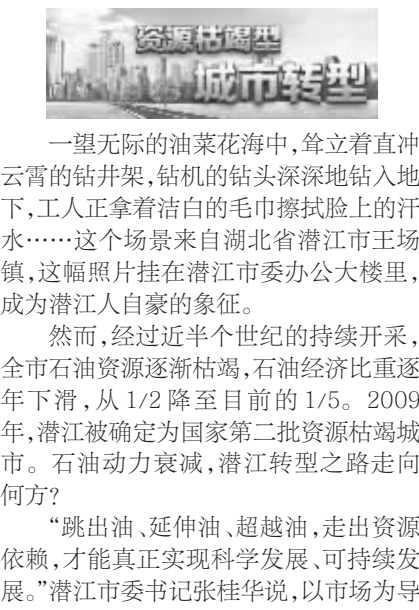 资源枯竭型
城市转型
一望无际的油菜花海中，耸立着直冲
云霄的钻井架，钻机的钻头深深地钻入地
下，工人正拿着洁白的毛巾擦拭脸上的汗
水……这个场景来自湖北省潜江市王场
镇，这幅照片挂在潜江市委办公大楼里，
成为潜江人自豪的象征。
然而，经过近半个世纪的持续开采，
全市石油资源逐渐枯竭，石油经济比重逐
年下滑，从1/2降至目前的1/5。2009
年，潜江被确定为国家第二批资源枯竭城
市。石油动力衰减，潜江转型之路走向
何方？
“跳出油、延伸油、超越油，走出资源
依赖，才能真正实现科学发展、可持续发
展。”潜江市委书记张桂华说，以市场为导